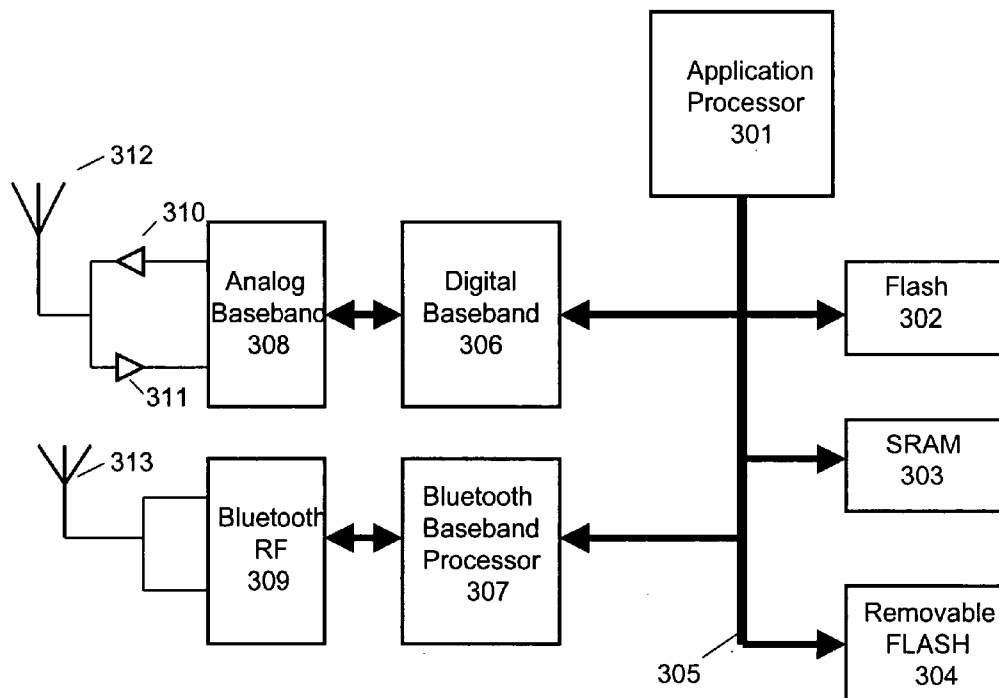 Application
Processor
301
312
310
Analog
Baseband
308
Digital
Baseband
306
Flash
302
311
313
SRAM
303
Bluetooth
RF
309
Bluetooth
Baseband
Processor
307
305
Removable
FLASH
304